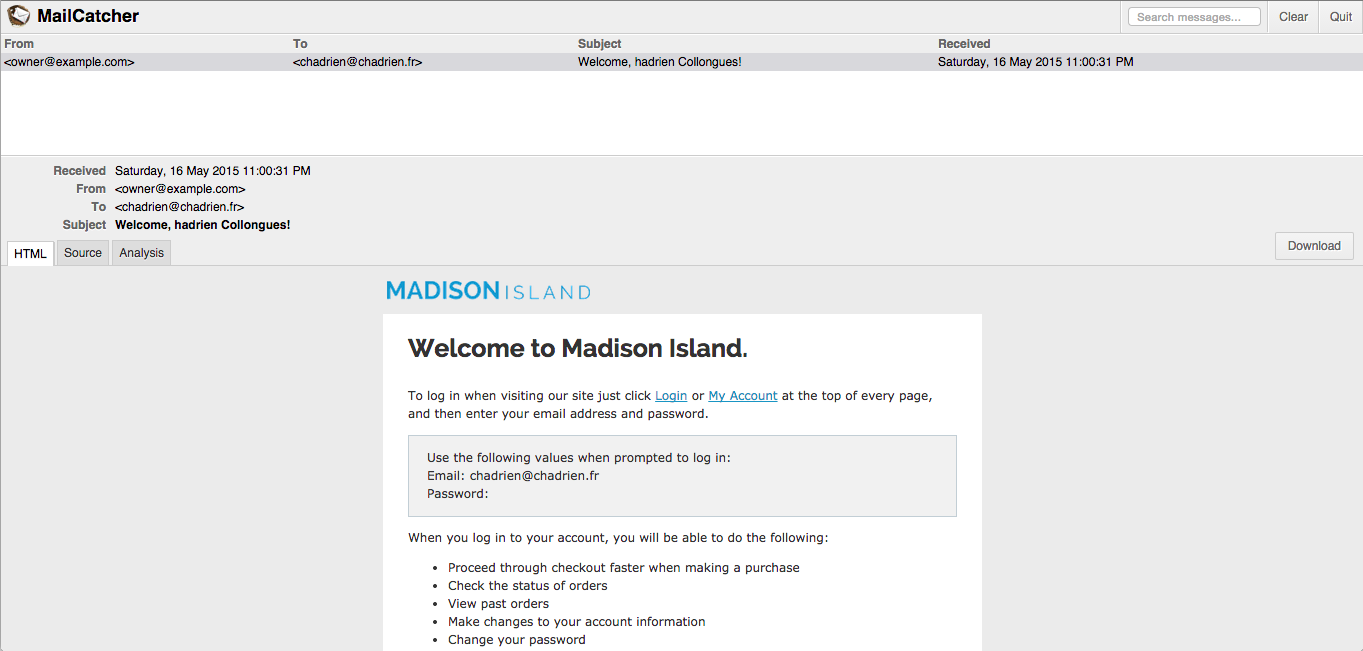 MailCatcher
Search messages...
Clear
Quit
From To Subject Received
<owner@example.com> <chadrien@chadrien.fr> Welcome, hadrien Collongues! Saturday, 16 May 2015 11:00:31 PM
Received Saturday, 16 May 2015 11:00:31 PM
From <owner@example.com>
To <chadrien@chadrien.fr>
Subject Welcome, hadrien Collongues!
HTML Source Analysis
Download
MADISON ISLAND
Welcome to Madison Island.
To log in when visiting our site just click Login or My Account at the top of every page,
and then enter your email address and password.
Use the following values when prompted to log in:
Email: chadrien@chadrien.fr
Password:
When you log in to your account, you will be able to do the following:
• Proceed through checkout faster when making a purchase
• Check the status of orders
• View past orders
• Make changes to your account information
• Change your password